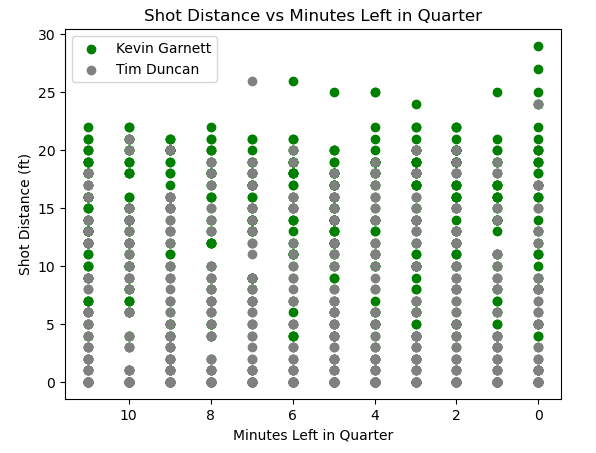 Shot Distance vs Minutes Left in Quarter
Kevin Garnett
Tim Duncan
30
25
20
15
10
5
0
Shot Distance (ft)
10 8 6 4 2 0
Minutes Left in Quarter